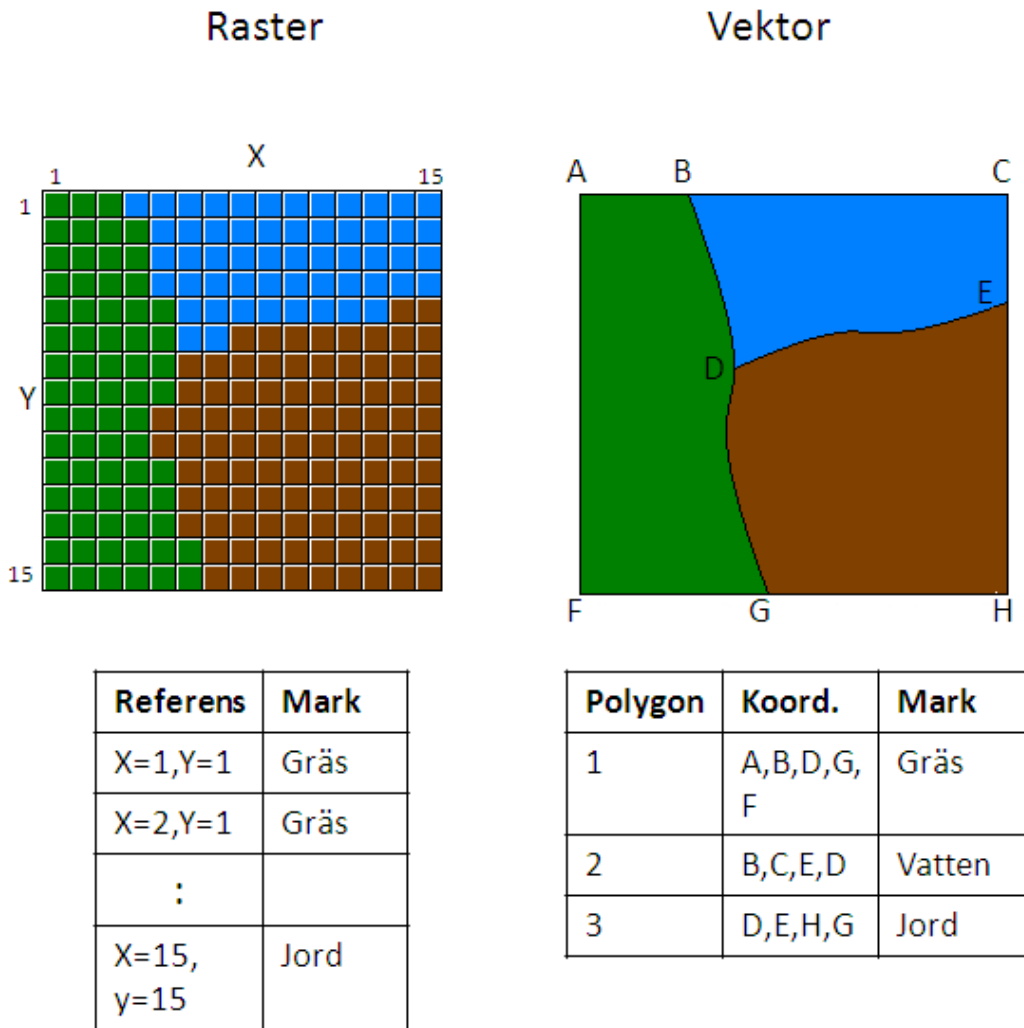 Raster
Vektor
X
1 15
1
Y
15
A B C
E
D
F G H
Referens Mark
X=1,Y=1 Gräs
X=2,Y=1 Gräs
:
X=15, Jord
y=15
Polygon Koord. Mark
1 A,B,D,G, Gräs
F
2 B,C,E,D Vatten
3 D,E,H,G Jord